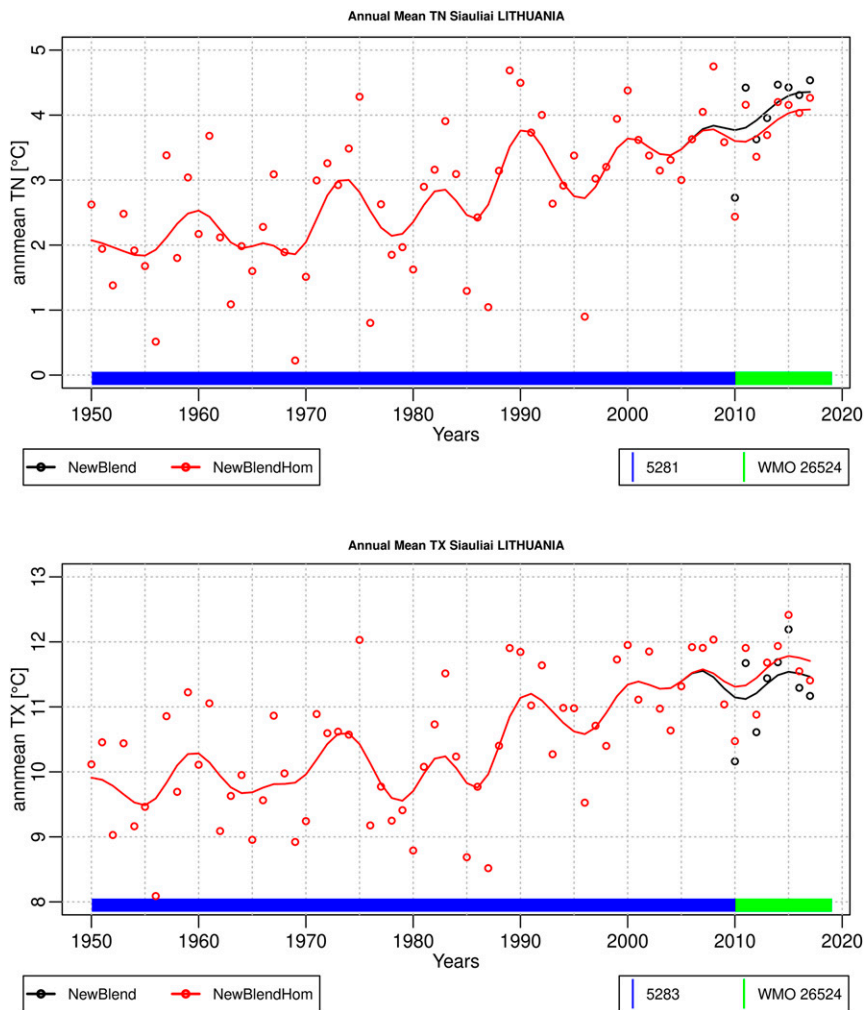 Annual Mean TN Siauliai LITHUANIA
annmean TN [°C]
5
4
3
2
1
0
1950 1960 1970 1980 1990 2000 2010 2020
Years
NewBlend NewBlendHom 5281 WMO 26524
Annual Mean TX Siauliai LITHUANIA
annmean TX [°C]
13
12
11
10
9
8
1950 1960 1970 1980 1990 2000 2010 2020
Years
NewBlend NewBlendHom 5283 WMO 26524